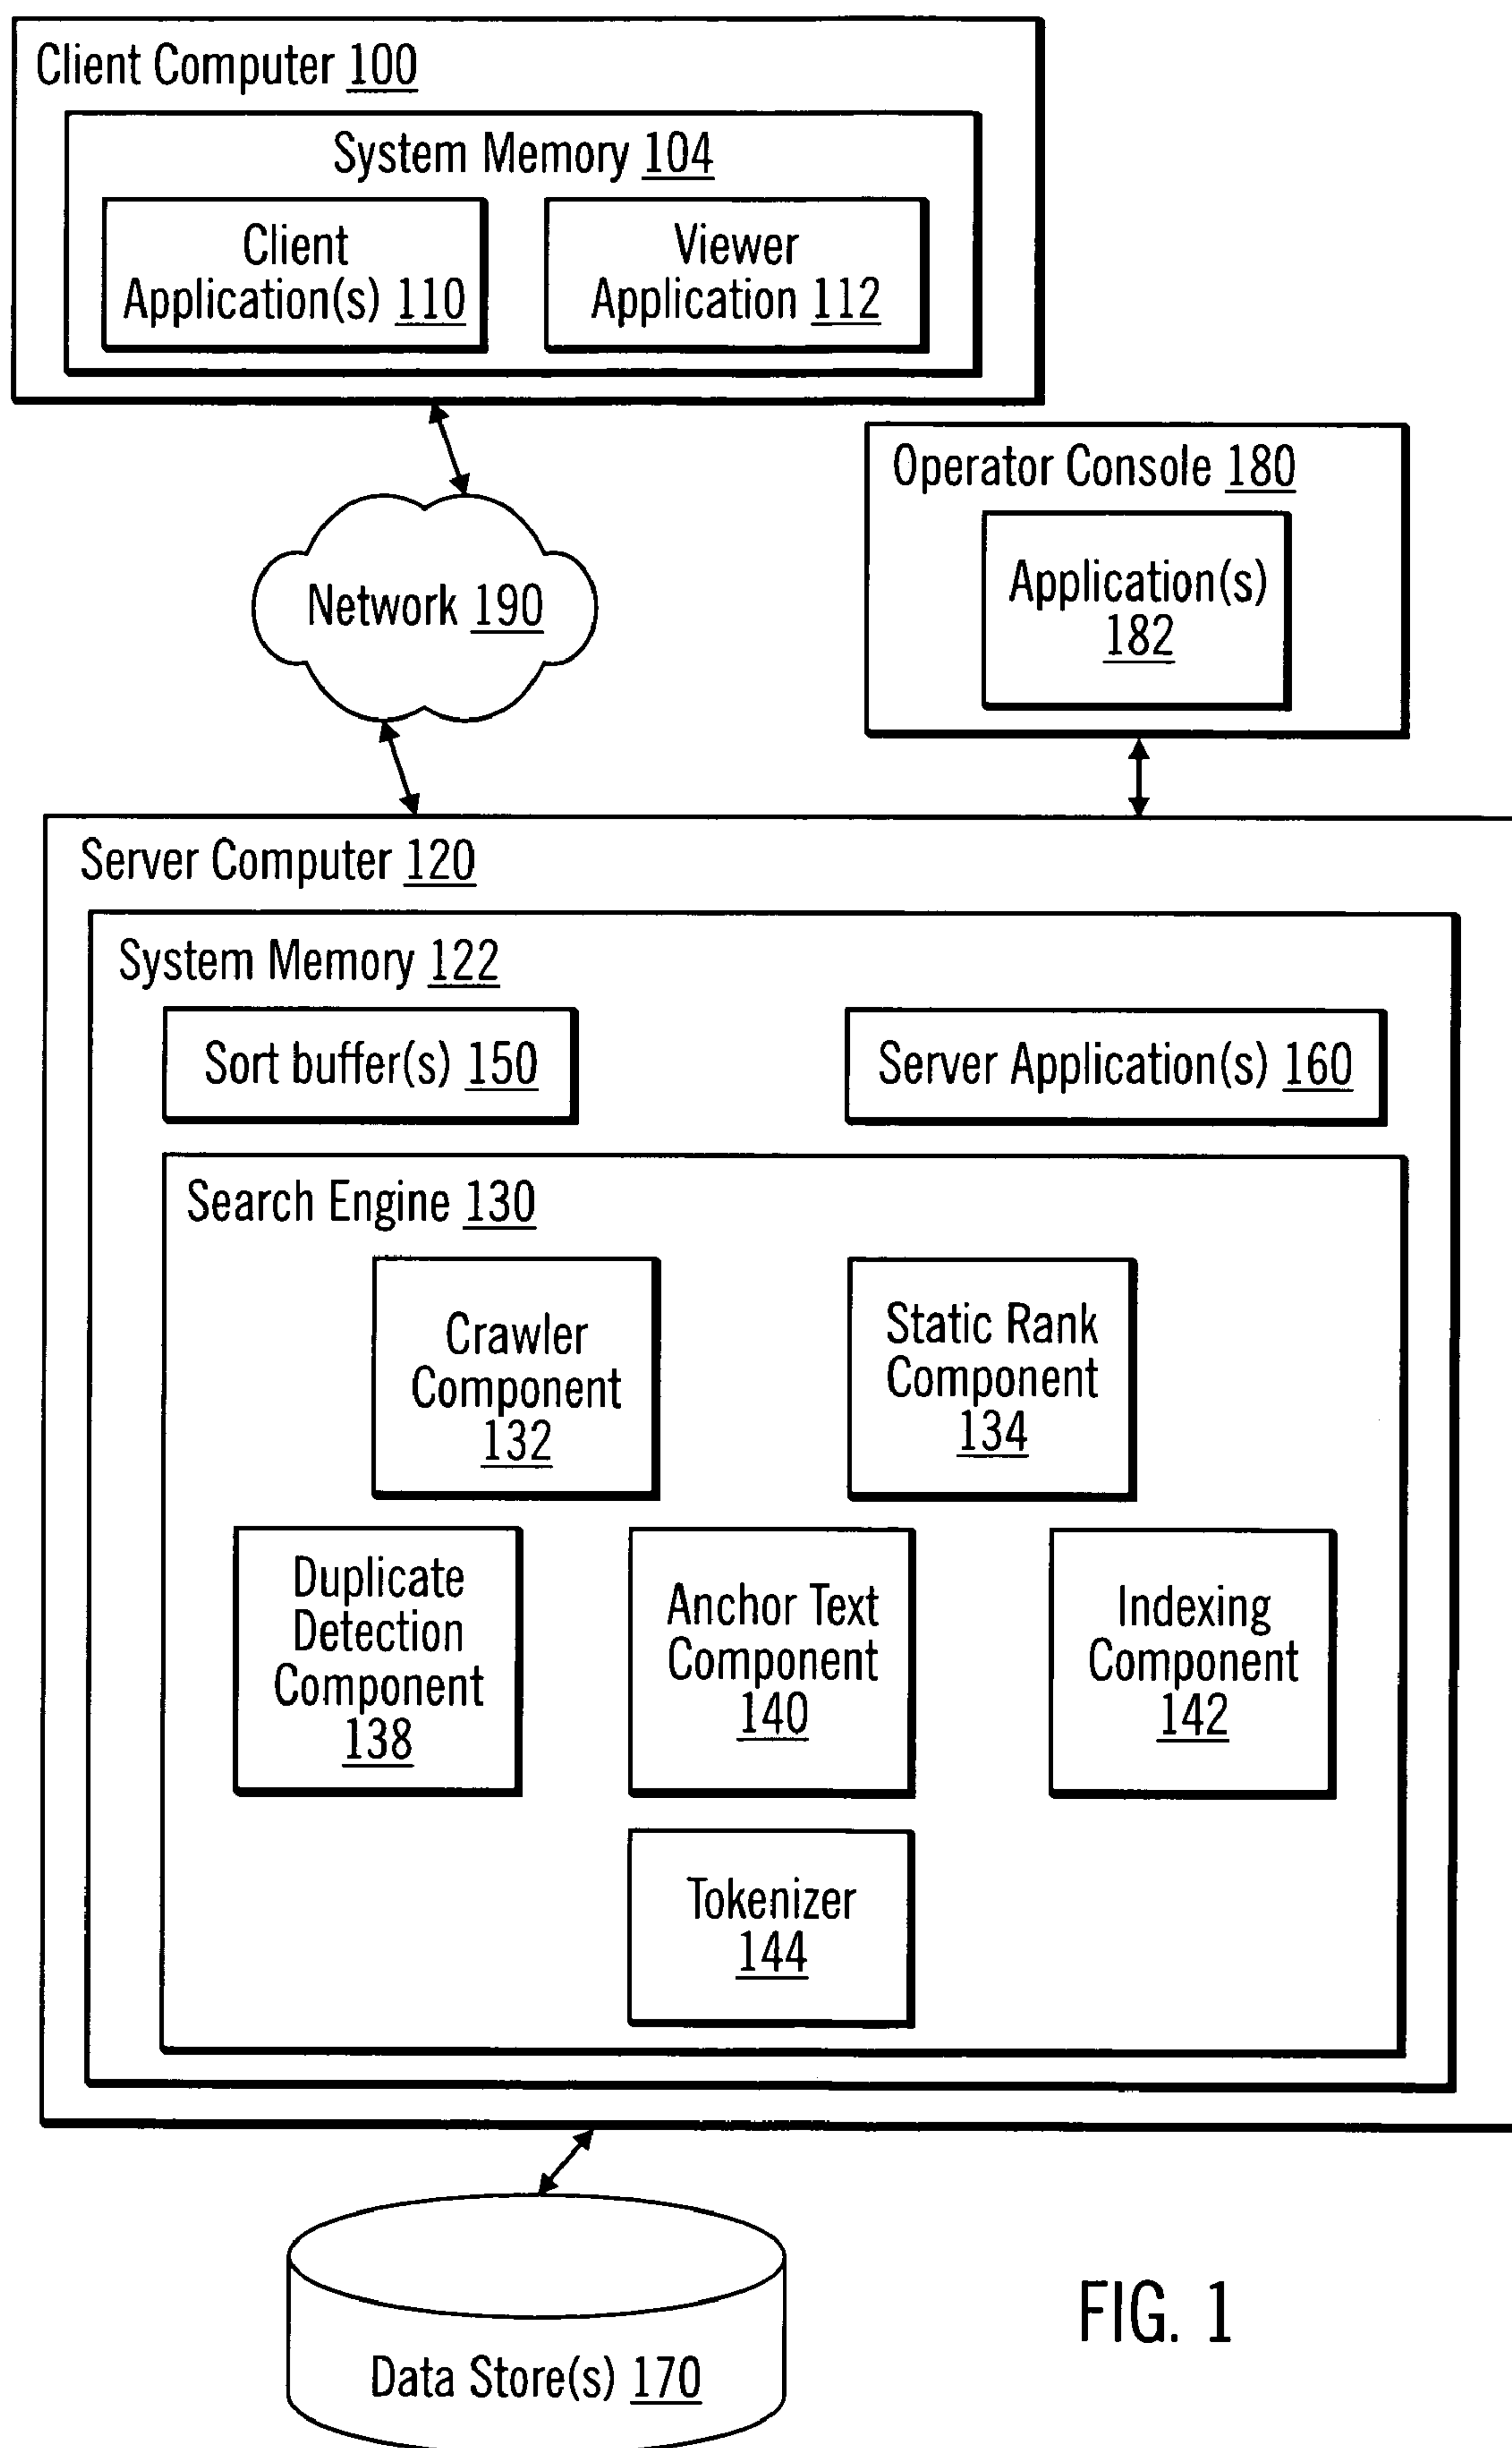 Client Computer 100
System Memory 104
Client
Application(s) 110
Viewer
Application 112
Operator Console 180
Application(s)
182
Network 190
Server Computer 120
System Memory 122
Sort buffer(s) 150
Server Application(s) 160
Search Engine 130
Crawler
Component
132
Static Rank
Component
134
Duplicate
Detection
Component
138
Anchor Text
Component
140
Indexing
Component
142
Tokenizer
144
Data Store(s) 170
FIG. 1